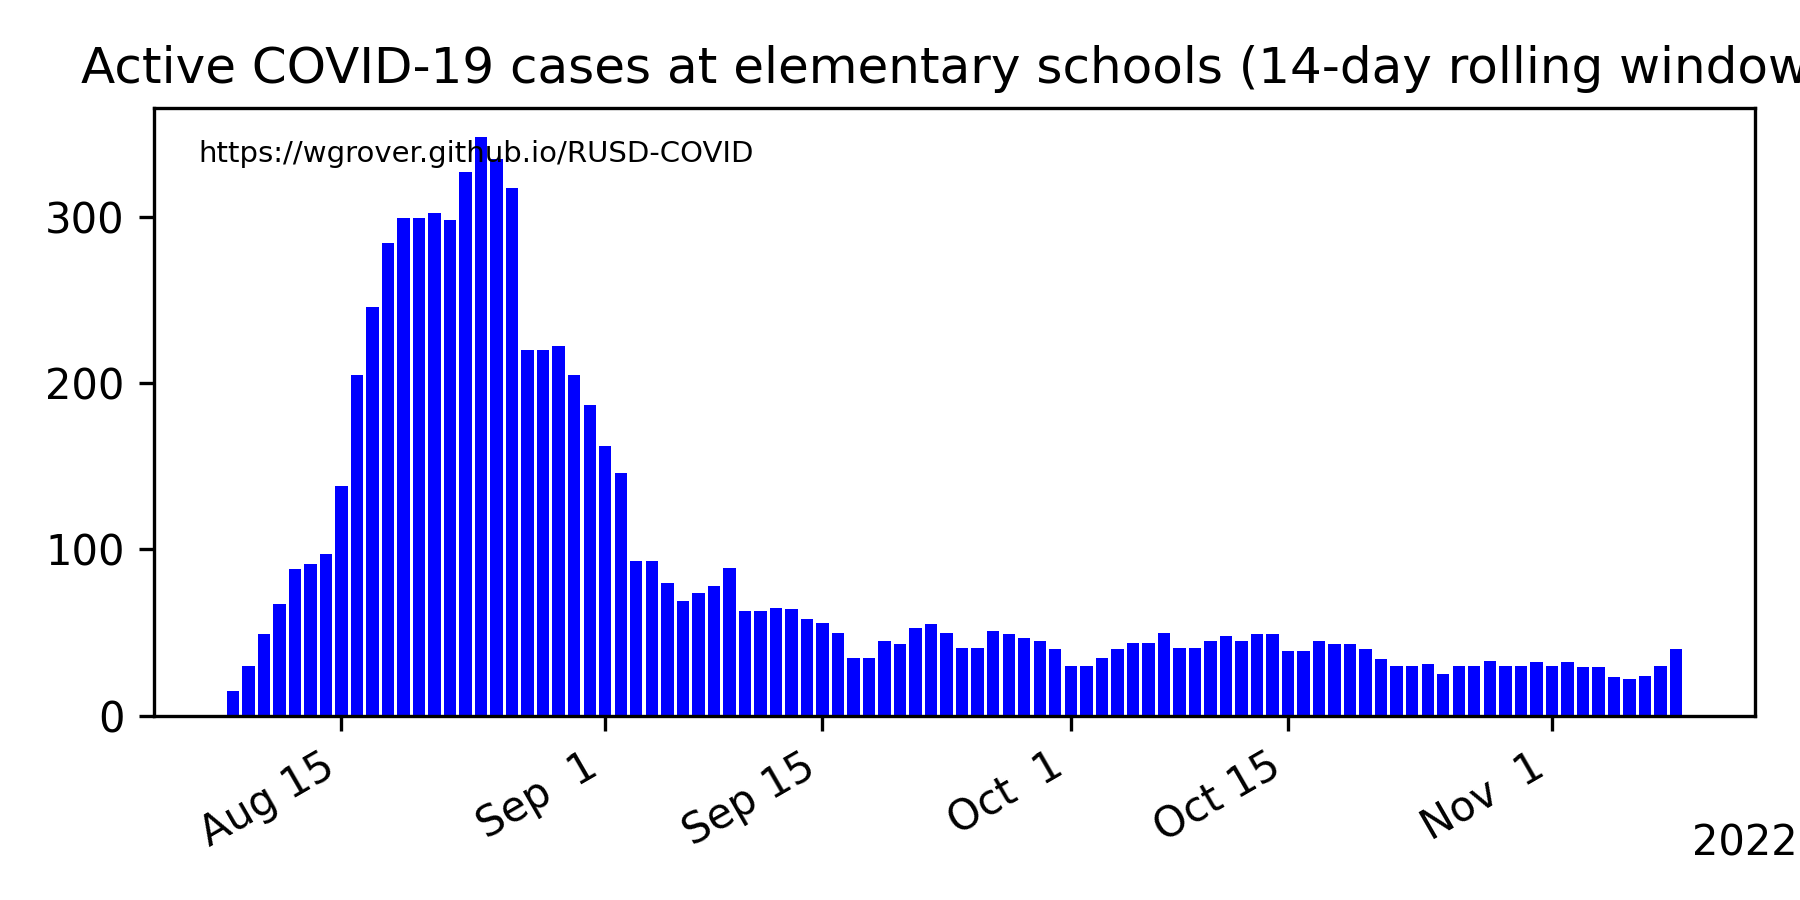 Active COVID-19 cases at elementary schools (14-day rolling window
https://wgrover.github.io/RUSD-COVID
300
200
100
0
Aug 15
Sep 1
Sep 15
Oct 1
Oct 15
Nov 1
2022